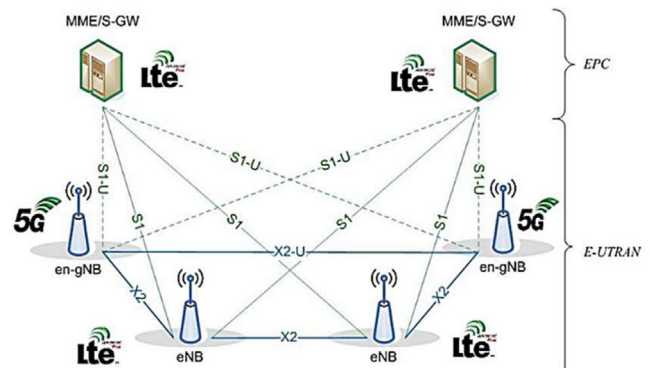 MME/S-GW
MME/S-GW
LTE
LTE
EPC
S1-U
S1-U
S1-U
S1-U
S1
S1
S1
S1
5G
5G
en-gNB
X2-U
en-gNB
E-UTRAN
X2
X2
LTE
eNB
X2
eNB
LTE